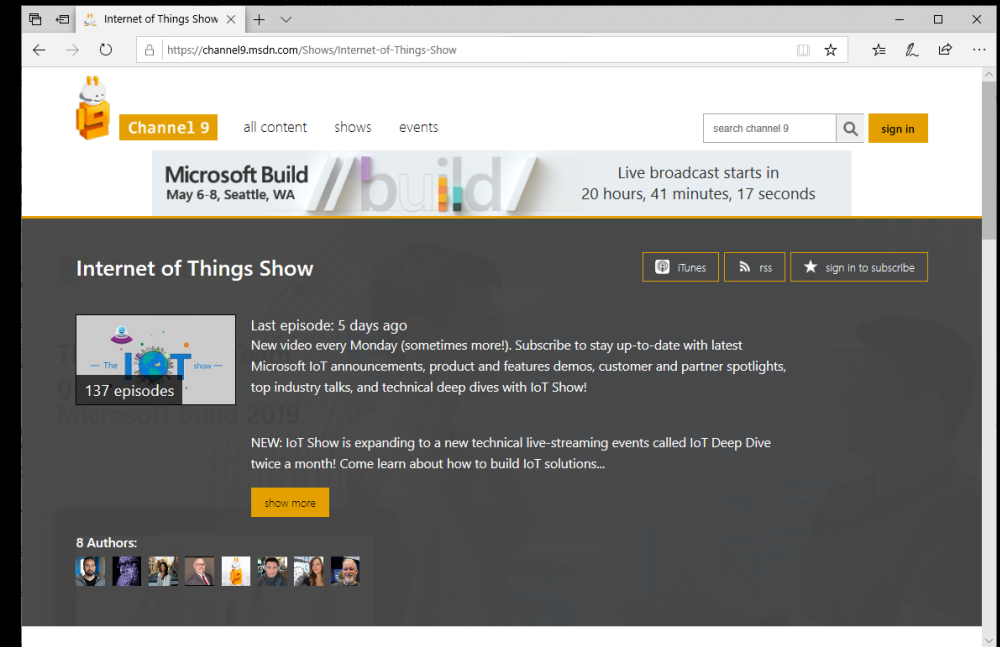 Internet of Things Show
https://channel9.msdn.com/Shows/Internet-of-Things-Show
Channel 9
all content
shows
events
search channel 9
sign in
Microsoft Build
May 6-8, Seattle, WA
build
Live broadcast starts in
20 hours, 41 minutes, 17 seconds
Internet of Things Show
iTunes
rss
sign in to subscribe
The IOT show
137 episodes
Last episode: 5 days ago
New video every Monday (sometimes more!). Subscribe to stay up-to-date with latest
Microsoft IoT announcements, product and features demos, customer and partner spotlights,
top industry talks, and technical deep dives with IoT Show!
NEW: IoT Show is expanding to a new technical live-streaming events called IoT Deep Dive
twice a month! Come learn about how to build IoT solutions...
show more
Microsoft Build 2019
8 Authors: